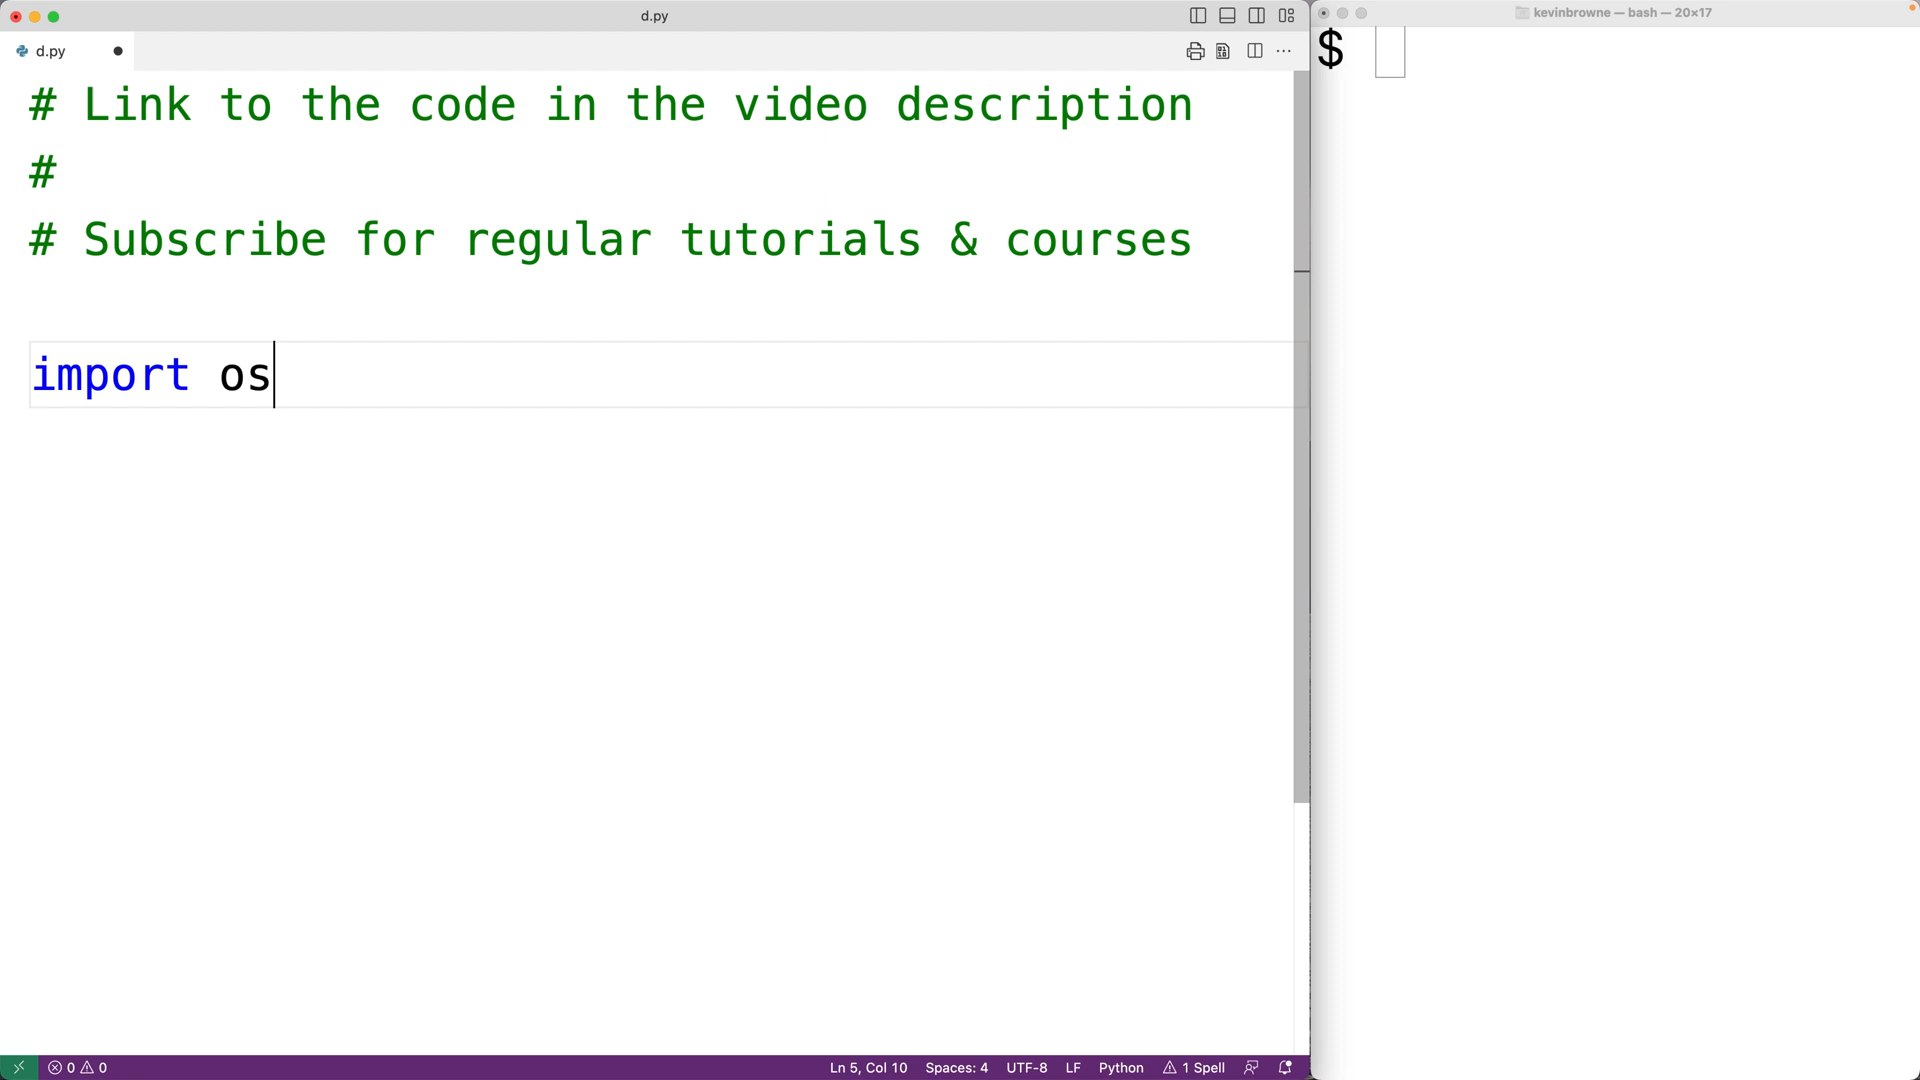 d.py
kevinbrowne — bash — 20×17
d.py
$
# Link to the code in the video description
#
# Subscribe for regular tutorials & courses
import os
0 0
Ln 5, Col 10 Spaces: 4 UTF-8 LF Python 1 Spell